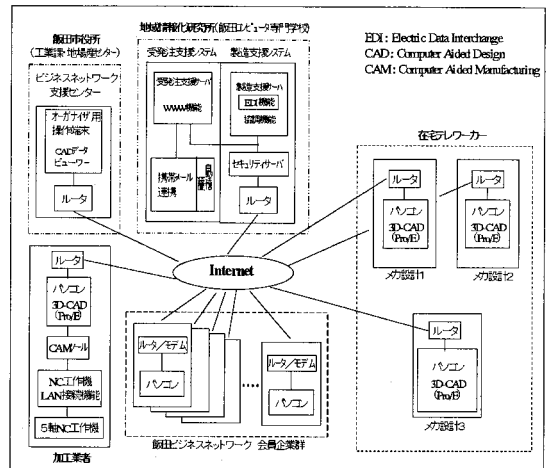 飯田市役所
(工業課・地場産センター)
ビジネスネットワーク
支援センター
オーガナイザ用
操作端末
CADデータ
ビューワー
ルータ
地域情報化研究所(飯田コンピュータ専門学校)
受発注支援システム
受発注支援サーバ
WWW機能
携帯メール
連携
製造支援システム
製造支援サーバ
EDI機能
協調機能
セキュリティサーバ
ルータ
EDI : Electric Data Interchange
CAD : Computer Aided Design
CAM : Computer Aided Manufacturing
在宅テレワーカー
ルータ
パソコン
3D-CAD
(Pro/E)
メカ設計1
ルータ
パソコン
3D-CAD
(Pro/E)
メカ設計2
ルータ
パソコン
3D-CAD
(Pro/E)
メカ設計3
Internet
ルータ
パソコン
3D-CAD
(Pro/E)
CAMツール
NC工作機
LAN接続機能
5軸NC工作機
加工業者
ルータ/モデム
パソコン
ルータ/モデム
パソコン
飯田ビジネスネットワーク 会員企業群